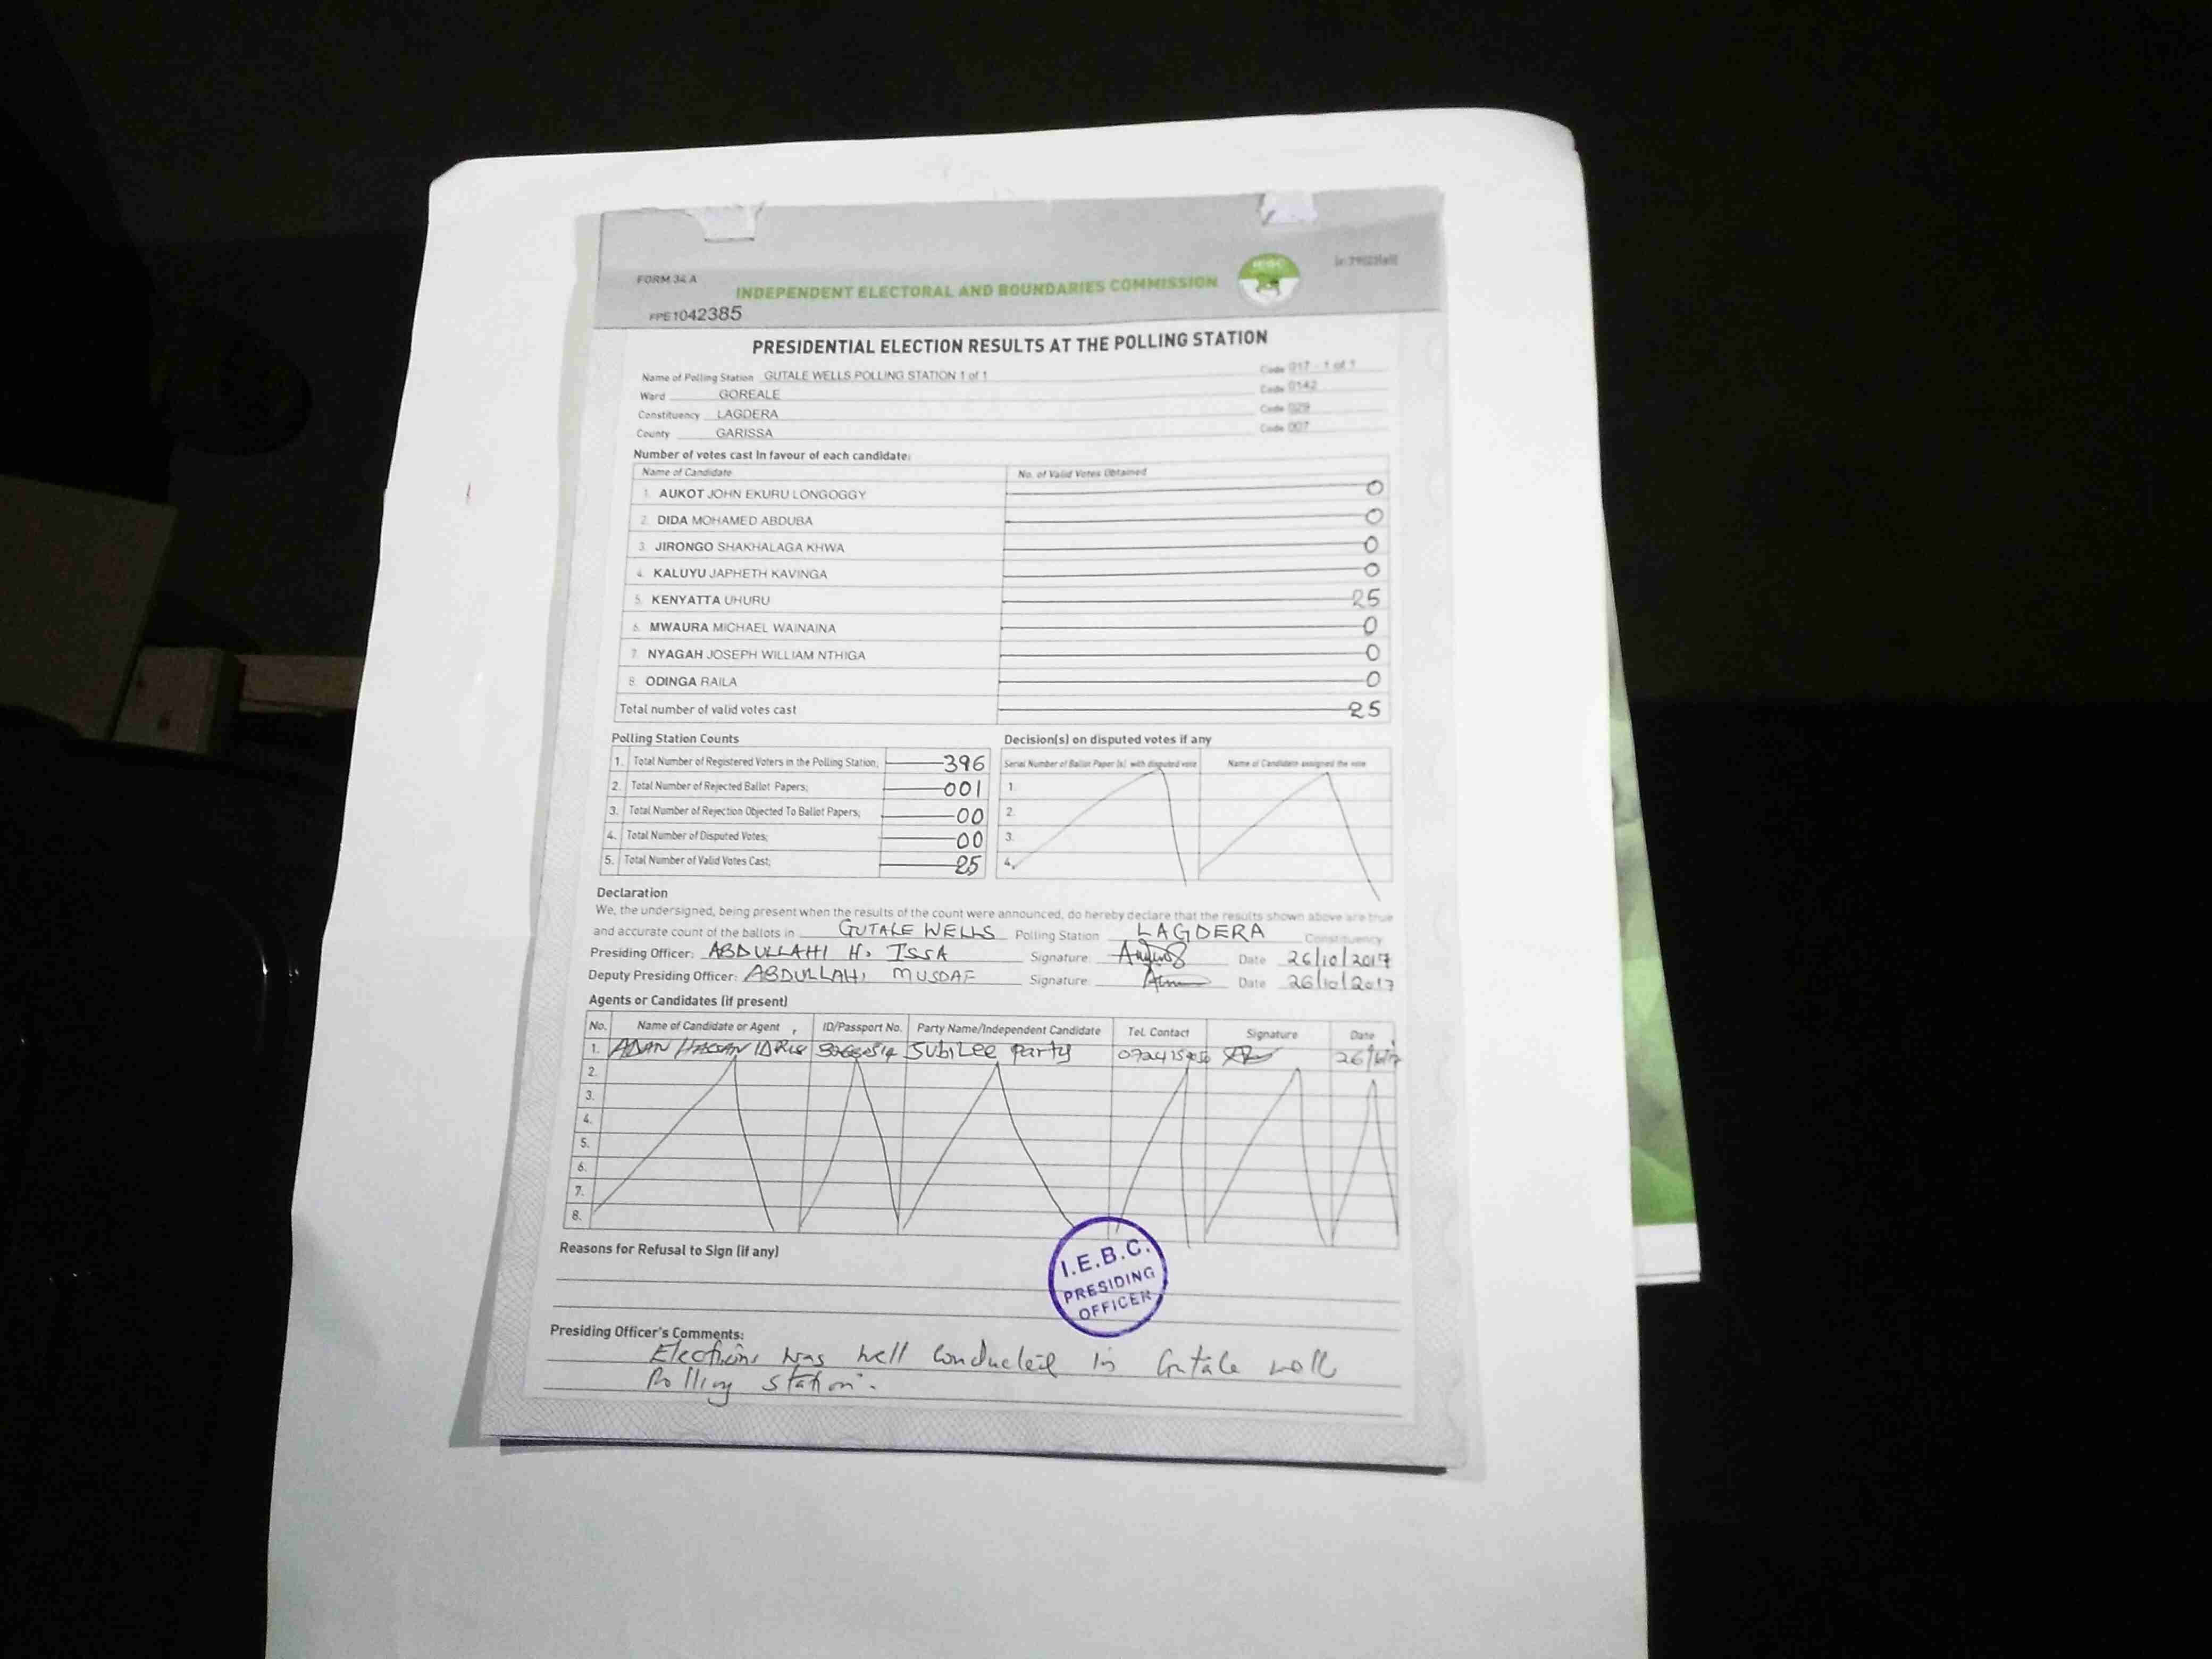 FORM 34 A
INDEPENDENT ELECTORAL AND BOUNDARIES COMMISSION
IEBC
FPE1042385
PRESIDENTIAL ELECTION RESULTS AT THE POLLING STATION
Name of Polling Station GUTALE WELLS POLLING STATION 1 of 1 Code 017 - 1 of 1
Ward GOREALE Code 0142
Constituency LAGDERA Code 029
County GARISSA Code 007
Number of votes cast in favour of each candidate:
Name of Candidate No. of Valid Votes Obtained
1. AUKOT JOHN EKURU LONGOGGY 0
2. DIDA MOHAMED ABDUBA 0
3. JIRONGO SHAKHALAGA KHWA 0
4. KALUYU JAPHETH KAVINGA 0
5. KENYATTA UHURU 25
6. MWAURA MICHAEL WAINAINA 0
7. NYAGAH JOSEPH WILLIAM NTHIGA 0
8. ODINGA RAILA 0
Total number of valid votes cast 25
Polling Station Counts
1. Total Number of Registered Voters in the Polling Station; 396
2. Total Number of Rejected Ballot Papers; 001
3. Total Number of Rejection Objected To Ballot Papers; 00
4. Total Number of Disputed Votes; 00
5. Total Number of Valid Votes Cast; 25
Decision(s) on disputed votes if any
Serial Number of Ballot Paper (s) with disputed vote Name of Candidate assigned the vote
1.
2.
3.
4.
Declaration
We, the undersigned, being present when the results of the count were announced, do hereby declare that the results shown above are true
and accurate count of the ballots in GUTALE WELLS Polling Station LAGDERA Constituency
Presiding Officer: ABDULLAHI H. ISSA Signature Date 26/10/2017
Deputy Presiding Officer: ABDULLAHI MUSDAF Signature Date 26/10/2017
Agents or Candidates (if present)
No. Name of Candidate or Agent ID/Passport No. Party Name/Independent Candidate Tel. Contact Signature Date
1. ADAN HASSAN IDRIS Jubilee party
2.
3.
4.
5.
6.
7.
8.
Reasons for Refusal to Sign (if any)
I.E.B.C.
PRESIDING
OFFICER
Presiding Officer's Comments:
Elections was well conducted in Gutale well
Polling station.